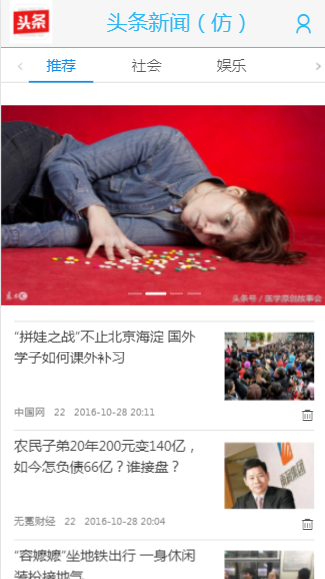 头条
头条新闻（仿）
推荐
社会
娱乐
头条号 / 医学原创故事会
“拼娃之战”不止北京海淀 国外
学子如何课外补习
中国网 22 2016-10-28 20:11
农民子弟20年200元变140亿，
如今怎负债66亿？谁接盘？
无冕财经 22 2016-10-28 20:04
“容嬷嬷”坐地铁出行 一身休闲
装扮接地气